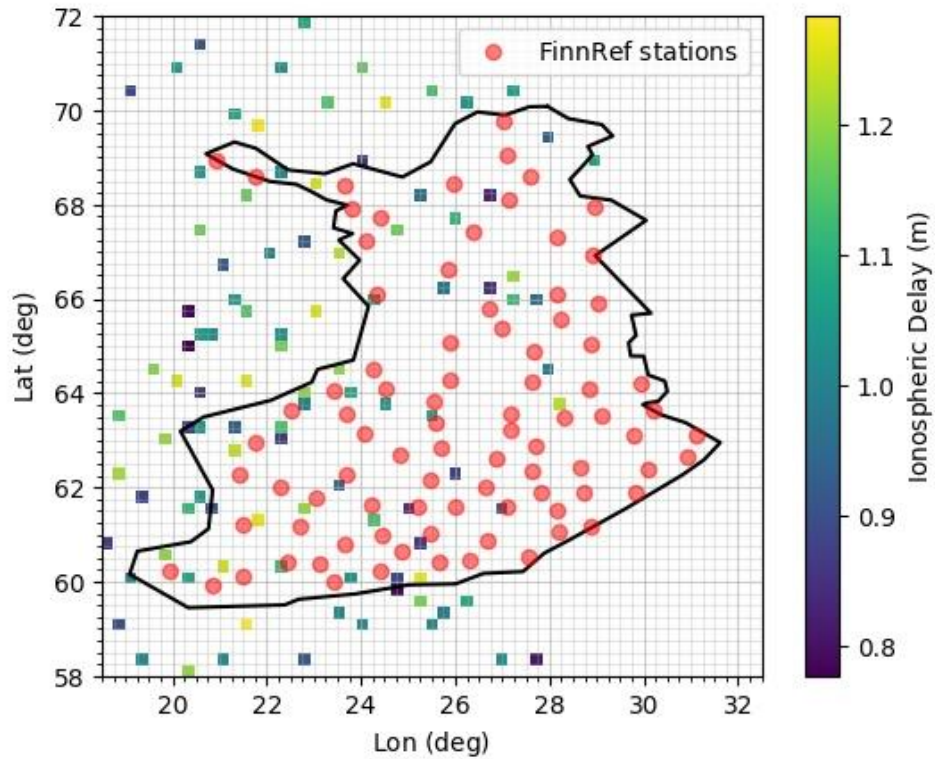 72
70
68
66
64
62
60
58
Lat (deg)
FinnRef stations
20 22 24 26 28 30 32
Lon (deg)
1.2
1.1
1.0
0.9
0.8
Ionospheric Delay (m)